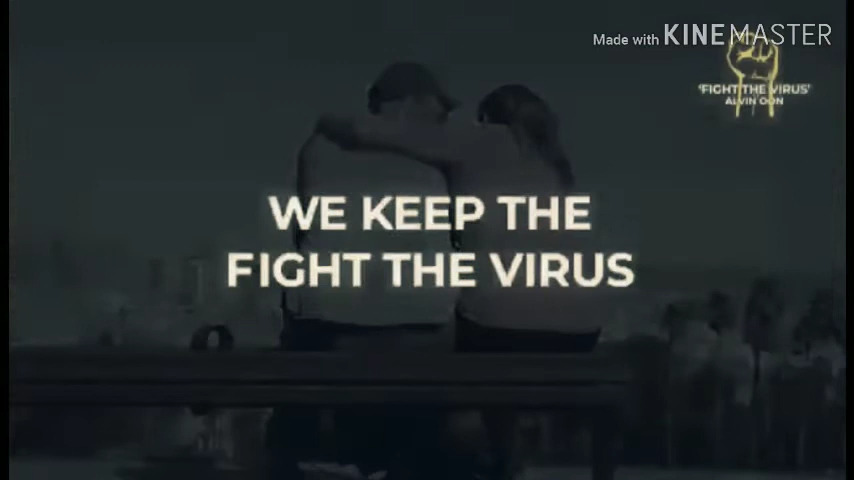 Made with KINEMASTER
'FIGHT THE VIRUS'
ALVIN OON
WE KEEP THE
FIGHT THE VIRUS